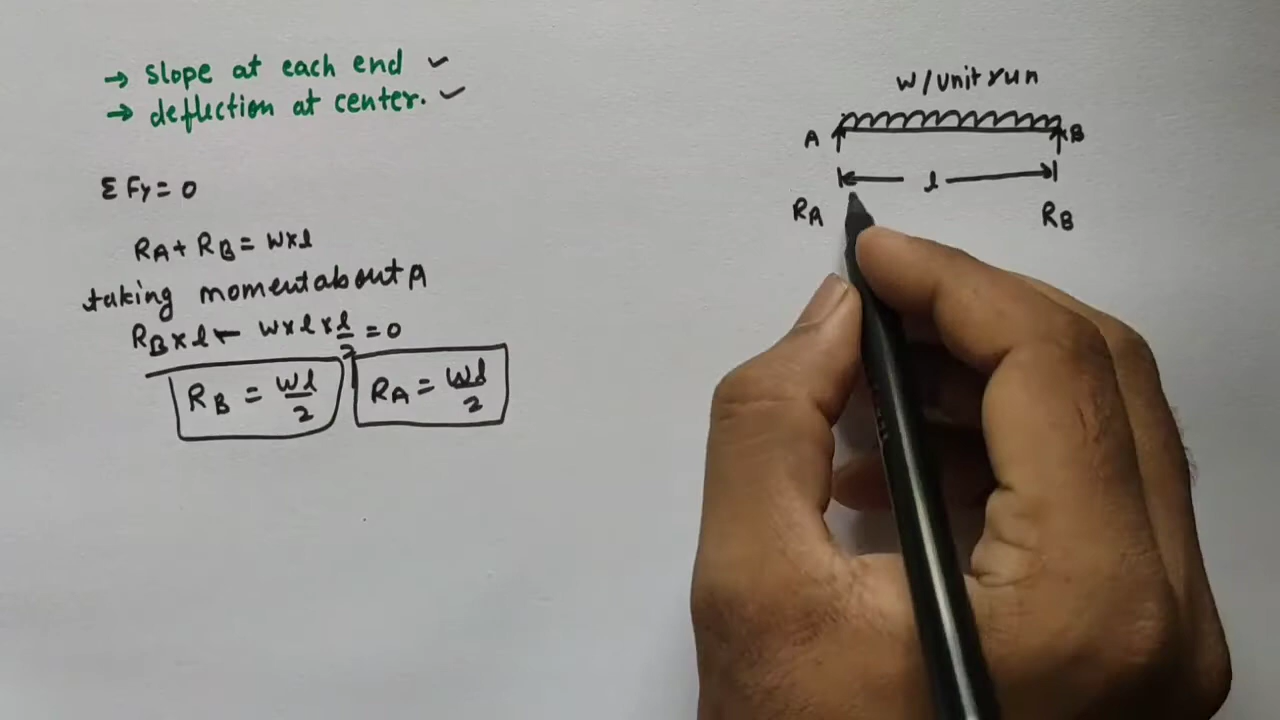 → slope at each end ✓
→ deflection at center. ✓
Σ Fy = 0
RA + RB = w×l
taking moment about A
RB × l - w×l×l/2 = 0
RB = wl/2
RA = wl/2
w/unit run
A
B
l
RA
RB